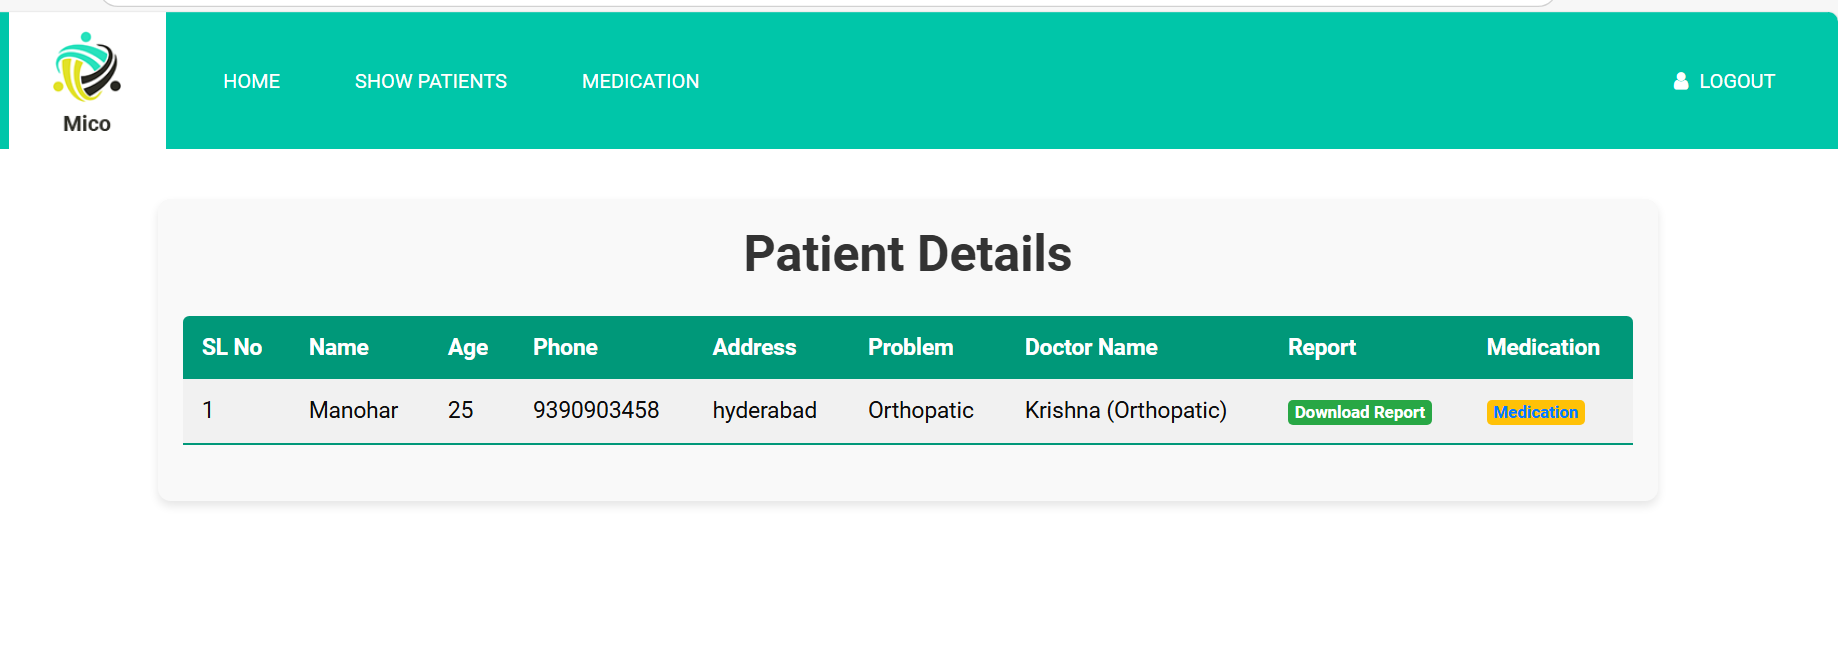 HOME SHOW PATIENTS MEDICATION LOGOUT
Mico
Patient Details
SL No Name Age Phone Address Problem Doctor Name Report Medication
1 Manohar 25 9390903458 hyderabad Orthopatic Krishna (Orthopatic) Download Report Medication